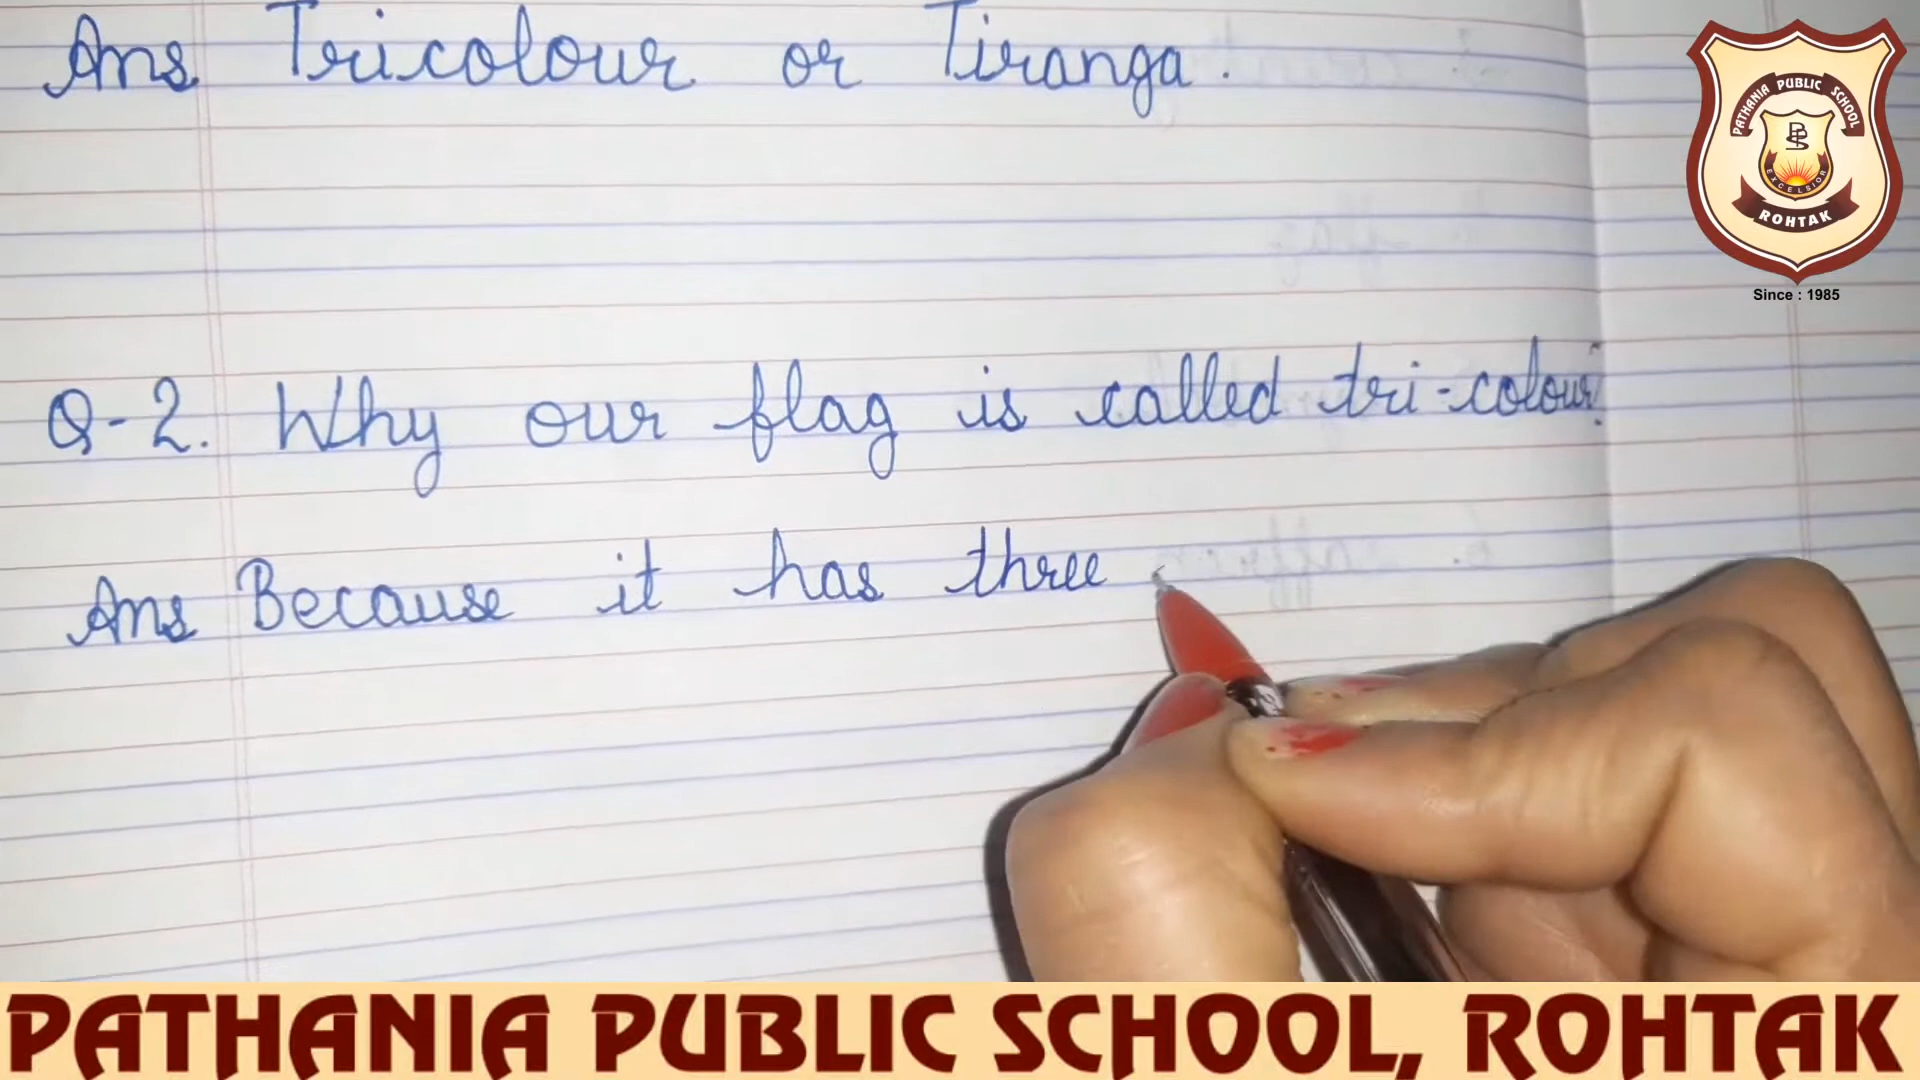 Ans Tricolour or Tiranga.
Q-2. Why our flag is called tri-colour?
Ans Because it has three
PATHANIA PUBLIC SCHOOL
PBS
EXCELSIOR
ROHTAK
Since : 1985
PATHANIA PUBLIC SCHOOL, ROHTAK